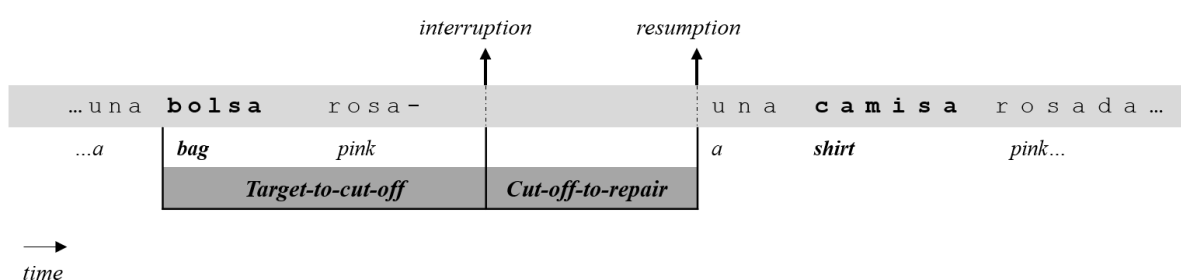 interruption resumption
...una bolsa rosa- una camisa rosada...
...a bag pink a shirt pink...
Target-to-cut-off Cut-off-to-repair
time